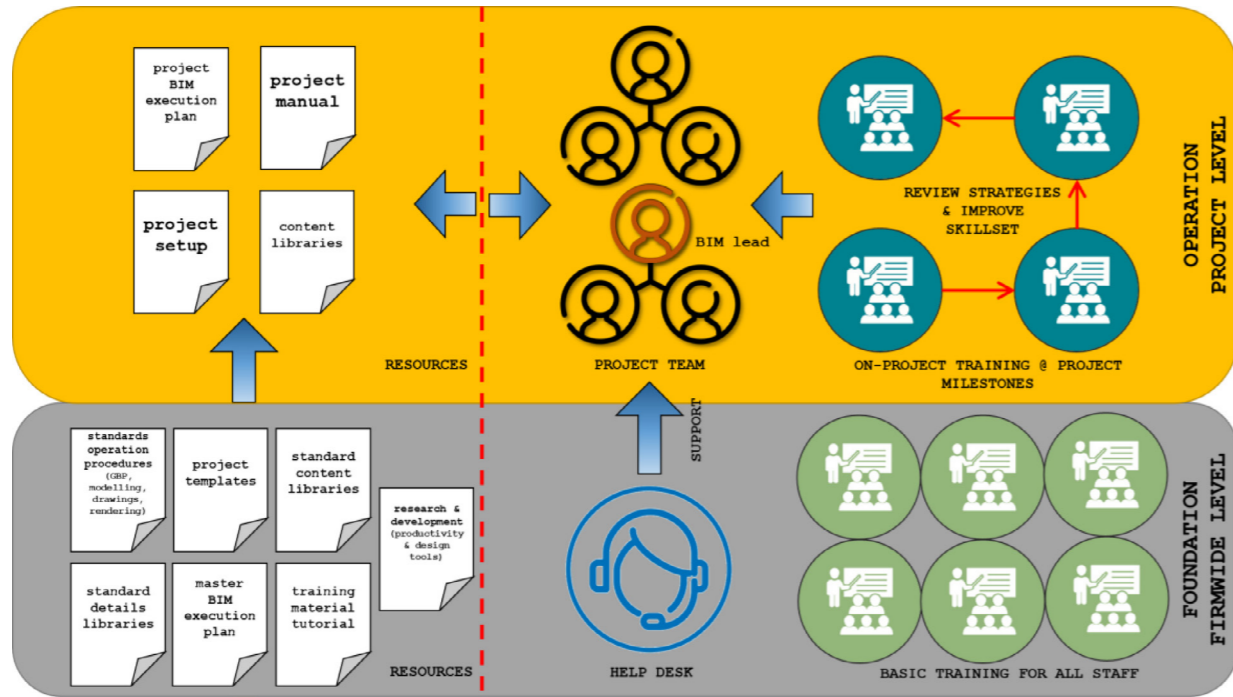 project
BIM
execution
plan
project
manual
project
setup
content
libraries
RESOURCES
BIM lead
PROJECT TEAM
REVIEW STRATEGIES
& IMPROVE
SKILLSET
ON-PROJECT TRAINING @ PROJECT
MILESTONES
OPERATION
PROJECT LEVEL
standards
operation
procedures
(GBP,
modelling,
drawings,
rendering)
project
templates
standard
content
libraries
research &
development
(productivity
& design
tools)
standard
details
libraries
master
BIM
execution
plan
training
material
tutorial
RESOURCES
SUPPORT
HELP DESK
BASIC TRAINING FOR ALL STAFF
FOUNDATION
FIRMWIDE LEVEL